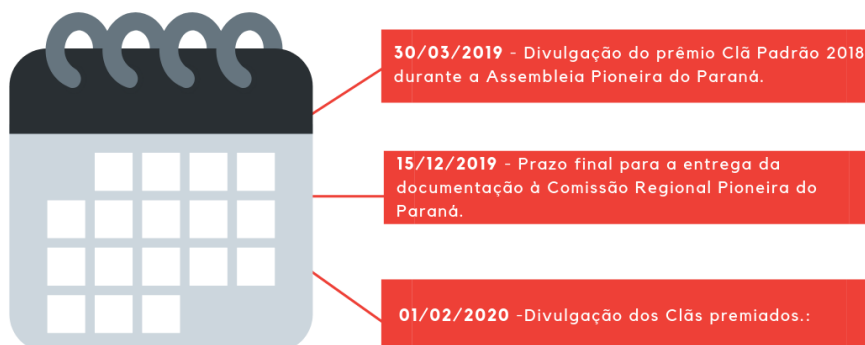 30/03/2019 - Divulgação do prêmio Clã Padrão 2018
durante a Assembleia Pioneira do Paraná.
15/12/2019 - Prazo final para a entrega da
documentação à Comissão Regional Pioneira do
Paraná.
01/02/2020 -Divulgação dos Clãs premiados.: